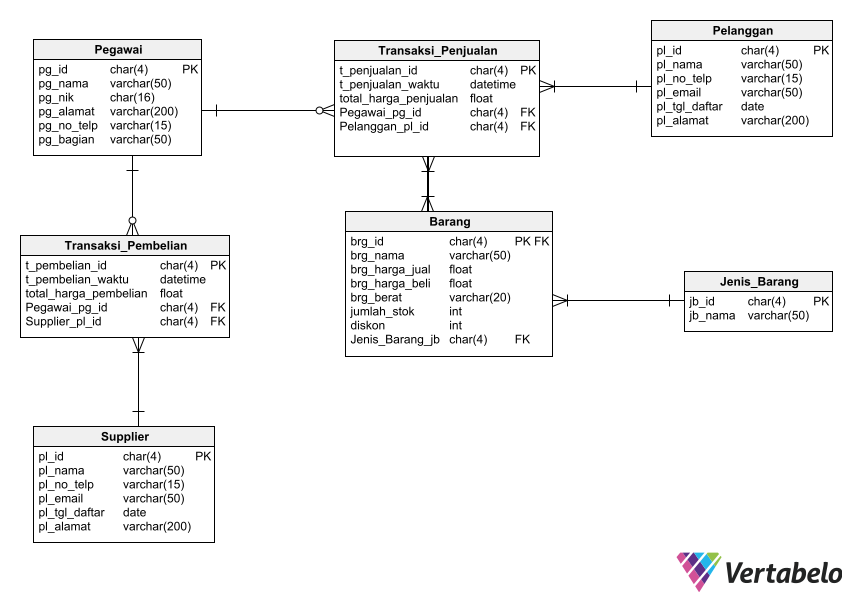 Pegawai
pg_id char(4) PK
pg_nama varchar(50)
pg_nik char(16)
pg_alamat varchar(200)
pg_no_telp varchar(15)
pg_bagian varchar(50)
Transaksi_Penjualan
t_penjualan_id char(4) PK
t_penjualan_waktu datetime
total_harga_penjualan float
Pegawai_pg_id char(4) FK
Pelanggan_pl_id char(4) FK
Pelanggan
pl_id char(4) PK
pl_nama varchar(50)
pl_no_telp varchar(15)
pl_email varchar(50)
pl_tgl_daftar date
pl_alamat varchar(200)
Transaksi_Pembelian
t_pembelian_id char(4) PK
t_pembelian_waktu datetime
total_harga_pembelian float
Pegawai_pg_id char(4) FK
Supplier_pl_id char(4) FK
Barang
brg_id char(4) PK FK
brg_nama varchar(50)
brg_harga_jual float
brg_harga_beli float
brg_berat varchar(20)
jumlah_stok int
diskon int
Jenis_Barang_jb char(4) FK
Jenis_Barang
jb_id char(4) PK
jb_nama varchar(50)
Supplier
pl_id char(4) PK
pl_nama varchar(50)
pl_no_telp varchar(15)
pl_email varchar(50)
pl_tgl_daftar date
pl_alamat varchar(200)
Vertabelo